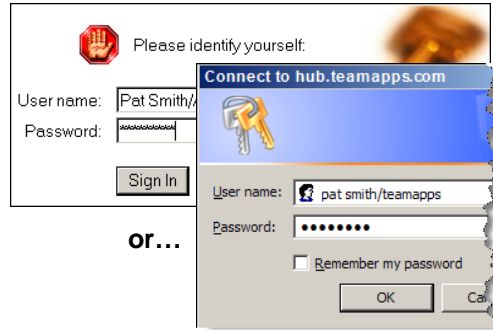 Please identify yourself:
User name: Pat Smith/
Password: **********
Sign In
or...
Connect to hub.teamapps.com
User name: pat smith/teamapps
Password: ••••••••
Remember my password
OK